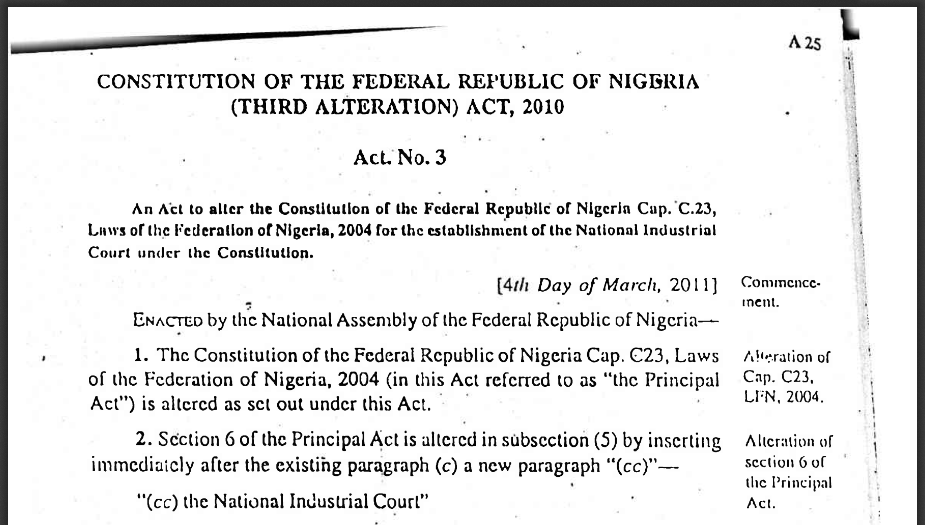 A 25
CONSTITUTION OF THE FEDERAL REPUBLIC OF NIGERIA
(THIRD ALTERATION) ACT, 2010
Act. No. 3
An Act to alter the Constitution of the Federal Republic of Nigeria Cap. C.23,
Laws of the Federation of Nigeria, 2004 for the establishment of the National Industrial
Court under the Constitution.
[4th Day of March, 2011]
Commence-
ment.
ENACTED by the National Assembly of the Federal Republic of Nigeria—
1. The Constitution of the Federal Republic of Nigeria Cap. C23, Laws
of the Federation of Nigeria, 2004 (in this Act referred to as "the Principal
Act") is altered as set out under this Act.
Alteration of
Cap. C23,
LFN, 2004.
2. Section 6 of the Principal Act is altered in subsection (5) by inserting
immediately after the existing paragraph (c) a new paragraph "(cc)"—
"(cc) the National Industrial Court"
Alteration of
section 6 of
the Principal
Act.